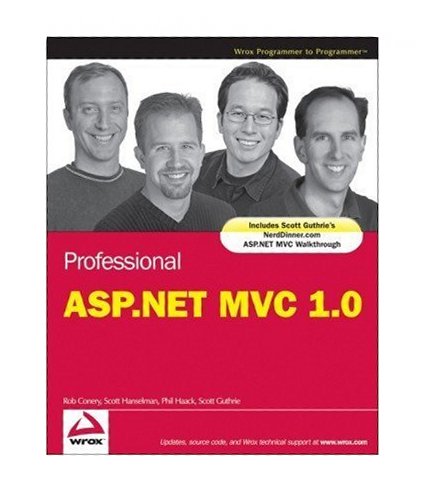 Wrox Programmer to Programmer™
Includes Scott Guthrie's
NerdDinner.com
ASP.NET MVC Walkthrough
Professional
ASP.NET MVC 1.0
Rob Conery, Scott Hanselman, Phil Haack, Scott Guthrie
wrox™
Updates, source code, and Wrox technical support at www.wrox.com